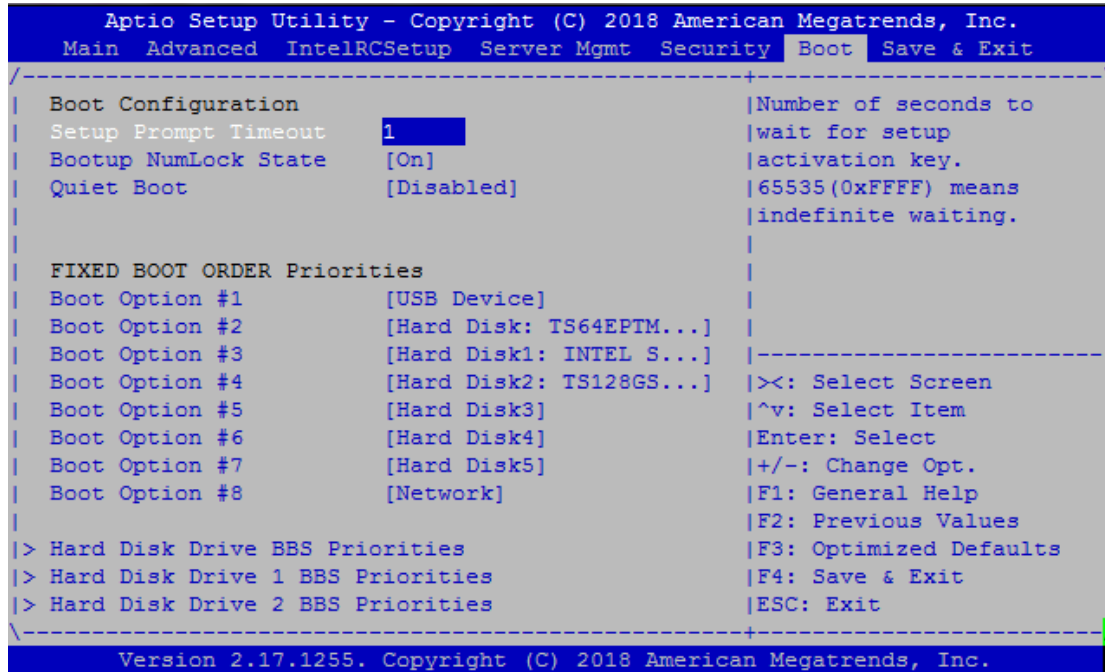 Aptio Setup Utility - Copyright (C) 2018 American Megatrends, Inc.
Main Advanced IntelRCSetup Server Mgmt Security Boot Save & Exit
/----------------------------------------------------+-------------------------
| Boot Configuration |Number of seconds to
| Setup Prompt Timeout 1 |wait for setup
| Bootup NumLock State [On] |activation key.
| Quiet Boot [Disabled] |65535(0xFFFF) means
| |indefinite waiting.
| |
| FIXED BOOT ORDER Priorities |
| Boot Option #1 [USB Device] |
| Boot Option #2 [Hard Disk: TS64EPTM...] |
| Boot Option #3 [Hard Disk1: INTEL S...] |-------------------------
| Boot Option #4 [Hard Disk2: TS128GS...] |><: Select Screen
| Boot Option #5 [Hard Disk3] |^v: Select Item
| Boot Option #6 [Hard Disk4] |Enter: Select
| Boot Option #7 [Hard Disk5] |+/-: Change Opt.
| Boot Option #8 [Network] |F1: General Help
| |F2: Previous Values
|> Hard Disk Drive BBS Priorities |F3: Optimized Defaults
|> Hard Disk Drive 1 BBS Priorities |F4: Save & Exit
|> Hard Disk Drive 2 BBS Priorities |ESC: Exit
\----------------------------------------------------+-------------------------
Version 2.17.1255. Copyright (C) 2018 American Megatrends, Inc.